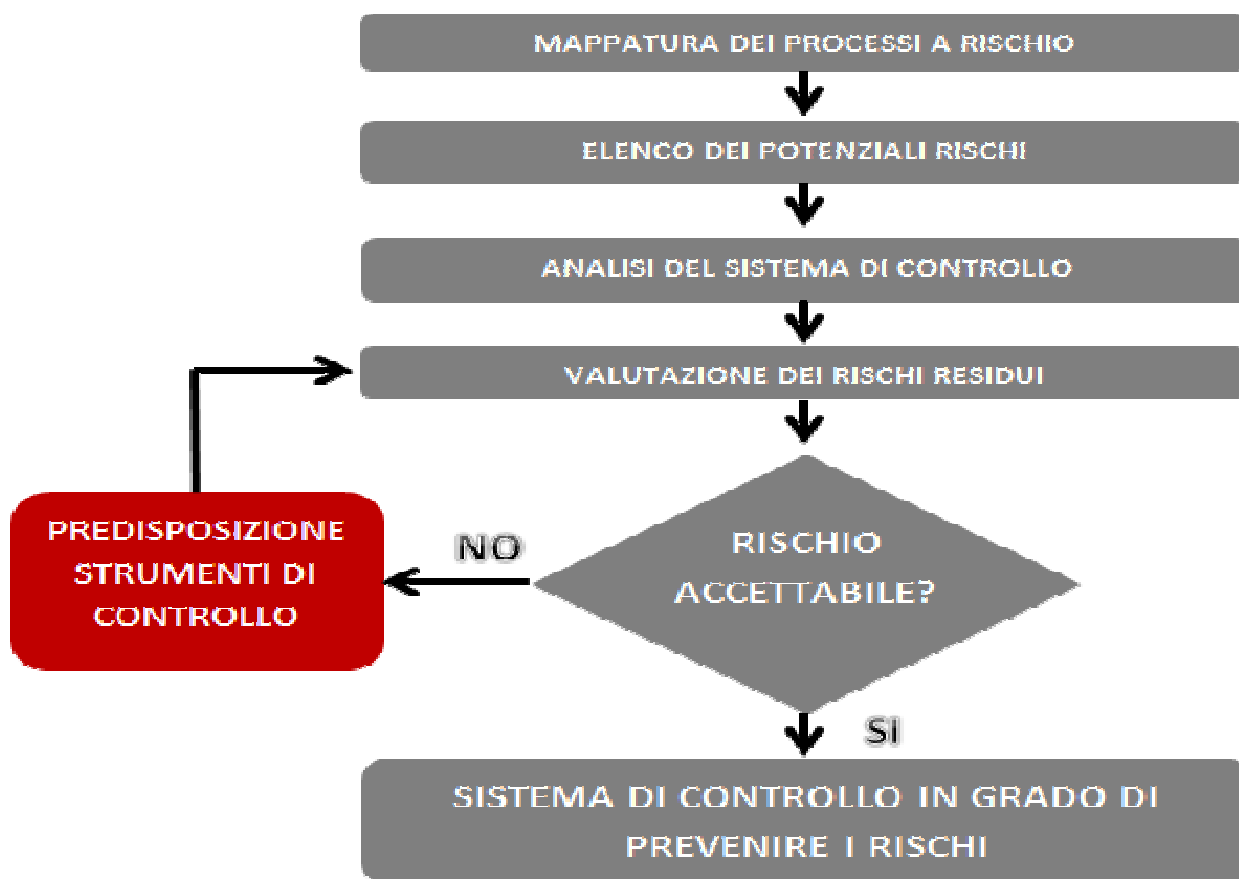 MAPPATURA DEI PROCESSI A RISCHIO
ELENCO DEI POTENZIALI RISCHI
ANALISI DEL SISTEMA DI CONTROLLO
VALUTAZIONE DEI RISCHI RESIDUI
PREDISPOSIZIONE
STRUMENTI DI
CONTROLLO
NO
RISCHIO
ACCETTABILE?
SI
SISTEMA DI CONTROLLO IN GRADO DI
PREVENIRE I RISCHI